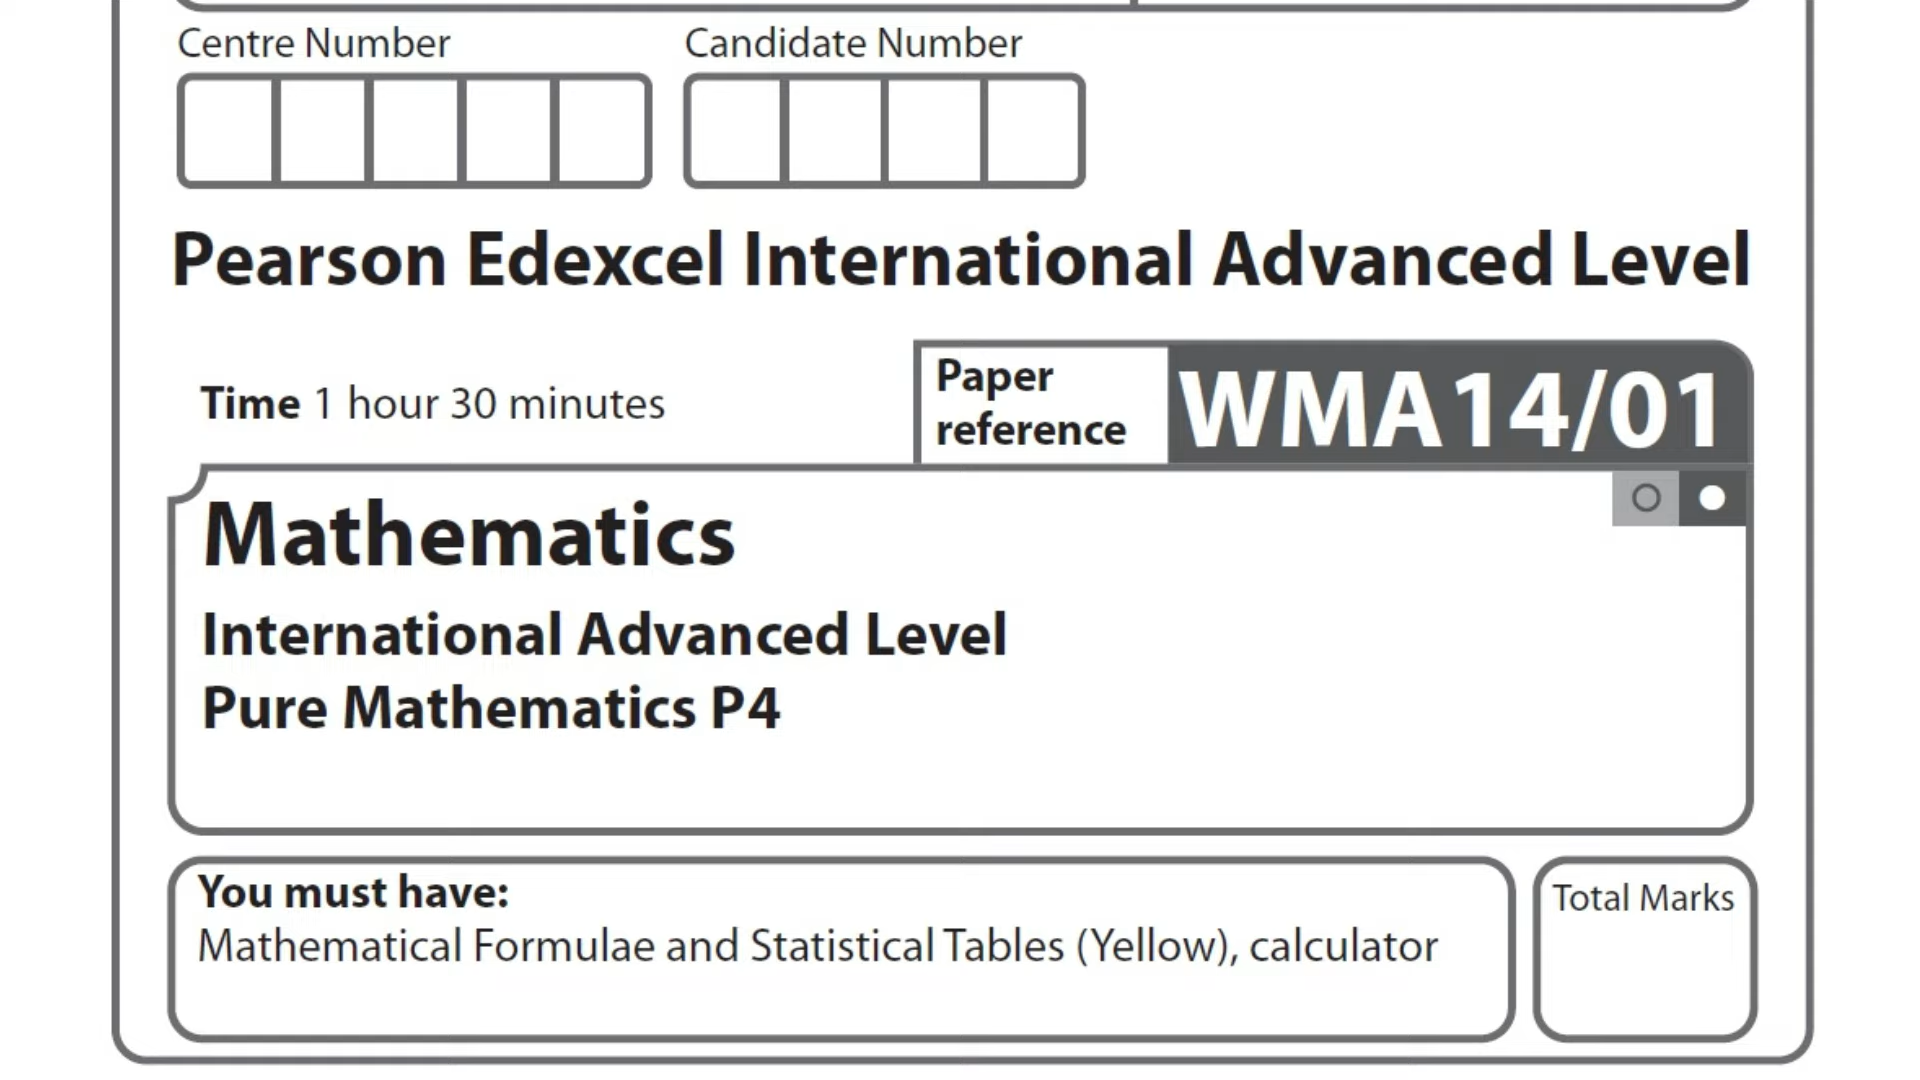 Centre Number Candidate Number
Pearson Edexcel International Advanced Level
Time 1 hour 30 minutes
Paper
reference
WMA14/01
Mathematics
International Advanced Level
Pure Mathematics P4
You must have:
Mathematical Formulae and Statistical Tables (Yellow), calculator
Total Marks